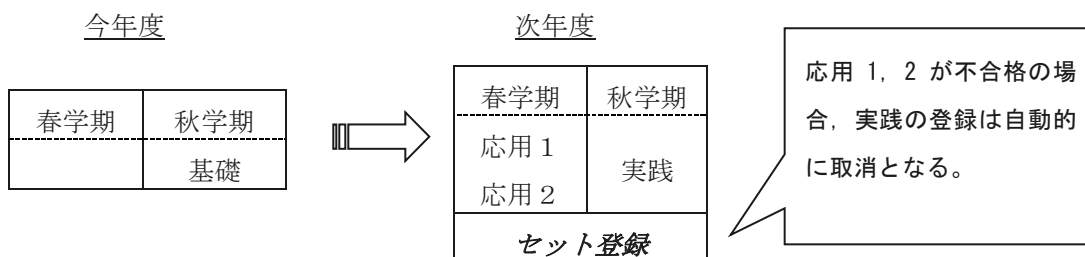 今年度
春学期 秋学期
基礎
次年度
春学期 秋学期
応用1
応用2
実践
セット登録
応用 1, 2 が不合格の場
合, 実践の登録は自動的
に取消となる。